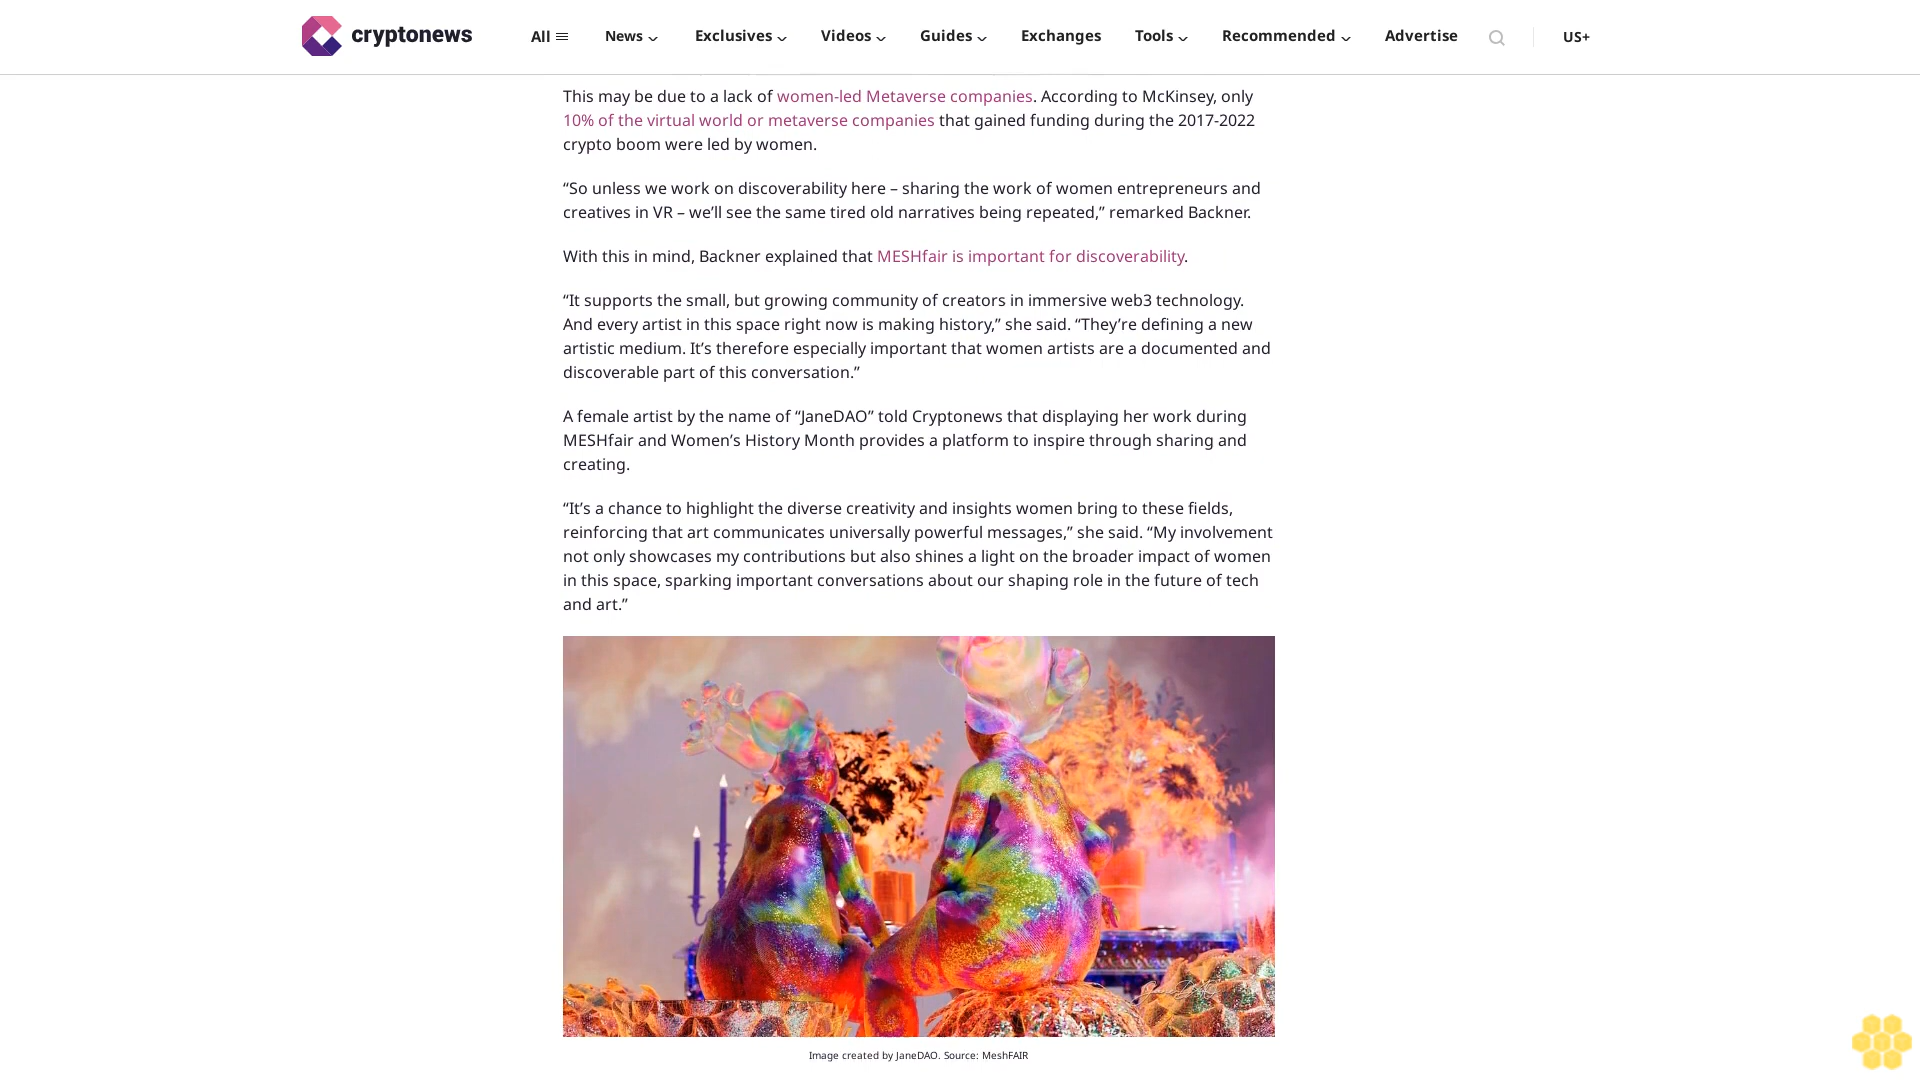 cryptonews
All
News
Exclusives
Videos
Guides
Exchanges
Tools
Recommended
Advertise
US+
This may be due to a lack of women-led Metaverse companies. According to McKinsey, only
10% of the virtual world or metaverse companies that gained funding during the 2017-2022
crypto boom were led by women.
“So unless we work on discoverability here – sharing the work of women entrepreneurs and
creatives in VR – we’ll see the same tired old narratives being repeated,” remarked Backner.
With this in mind, Backner explained that MESHfair is important for discoverability.
“It supports the small, but growing community of creators in immersive web3 technology.
And every artist in this space right now is making history,” she said. “They’re defining a new
artistic medium. It’s therefore especially important that women artists are a documented and
discoverable part of this conversation.”
A female artist by the name of “JaneDAO” told Cryptonews that displaying her work during
MESHfair and Women’s History Month provides a platform to inspire through sharing and
creating.
“It’s a chance to highlight the diverse creativity and insights women bring to these fields,
reinforcing that art communicates universally powerful messages,” she said. “My involvement
not only showcases my contributions but also shines a light on the broader impact of women
in this space, sparking important conversations about our shaping role in the future of tech
and art.”
Image created by JaneDAO. Source: MeshFAIR